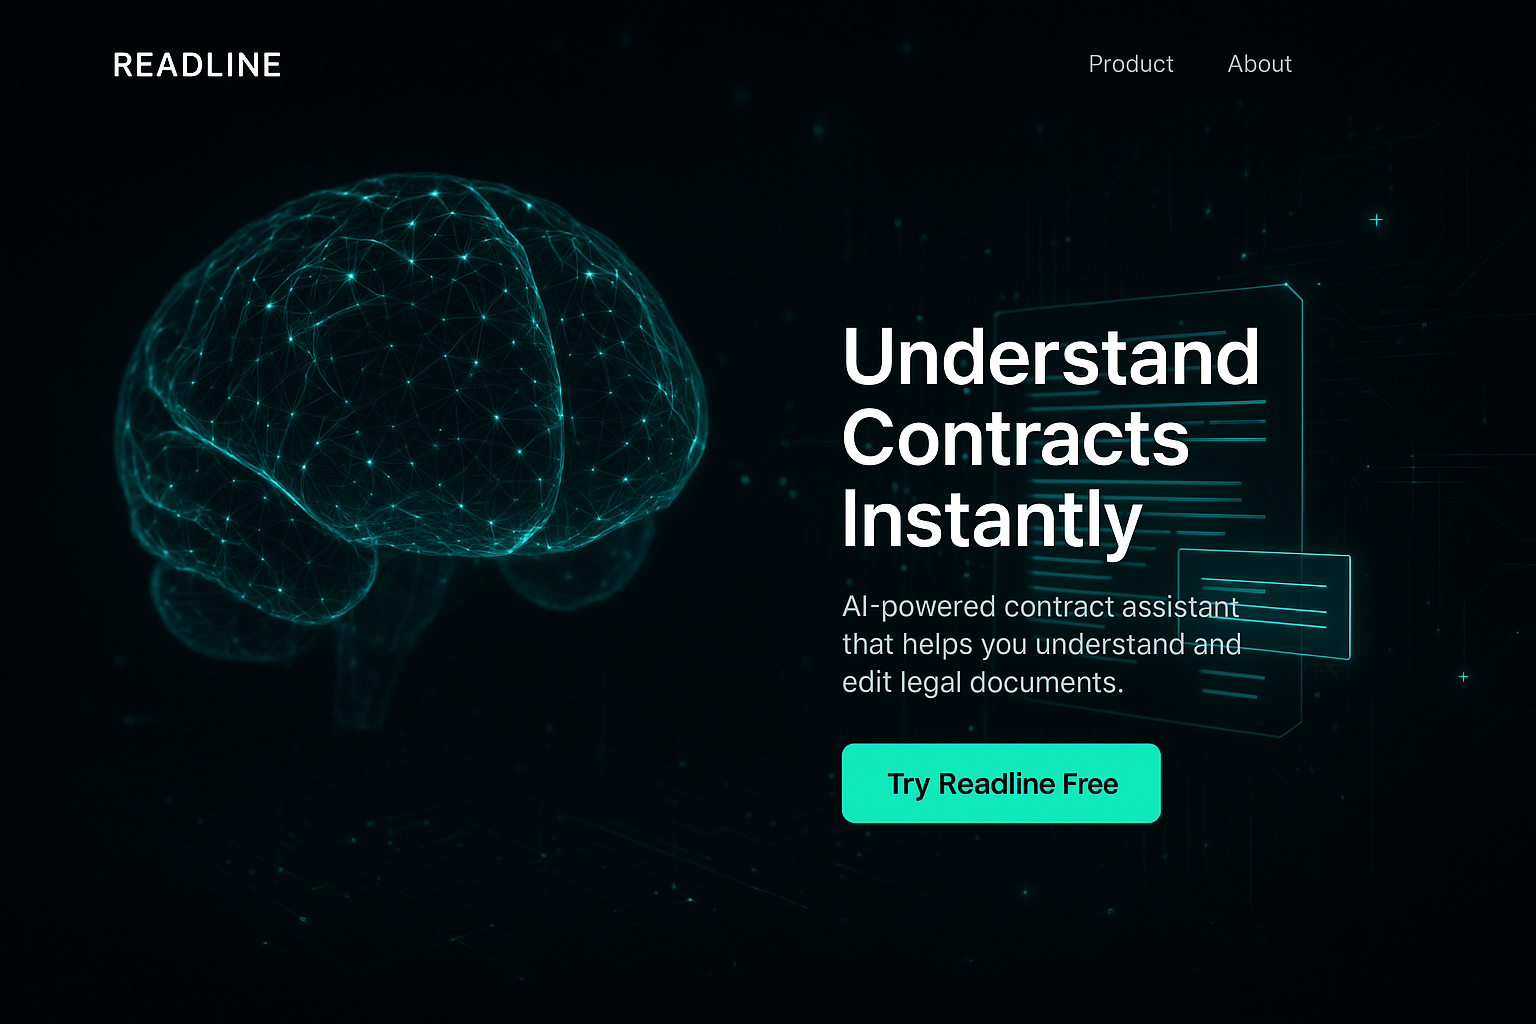 READLINE
Product About
Understand
Contracts
Instantly
AI-powered contract assistant
that helps you understand and
edit legal documents.
Try Readline Free